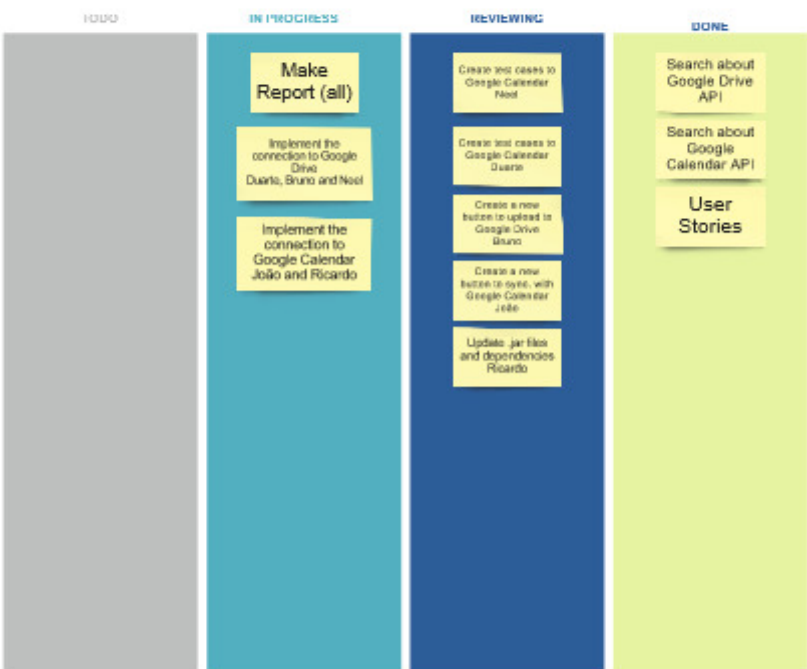 TODO
IN PROGRESS
REVIEWING
DONE
Make
Report (all)
Implement the
connection to Google
Drive
Duarte, Bruno and Neel
Implement the
connection to
Google Calendar
João and Ricardo
Create test cases to
Google Calendar
Neel
Create test cases to
Google Calendar
Duarte
Create a new
button to upload to
Google Drive
Bruno
Create a new
button to sync. with
Google Calendar
João
Update .jar files
and dependencies
Ricardo
Search about
Google Drive
API
Search about
Google
Calendar API
User
Stories